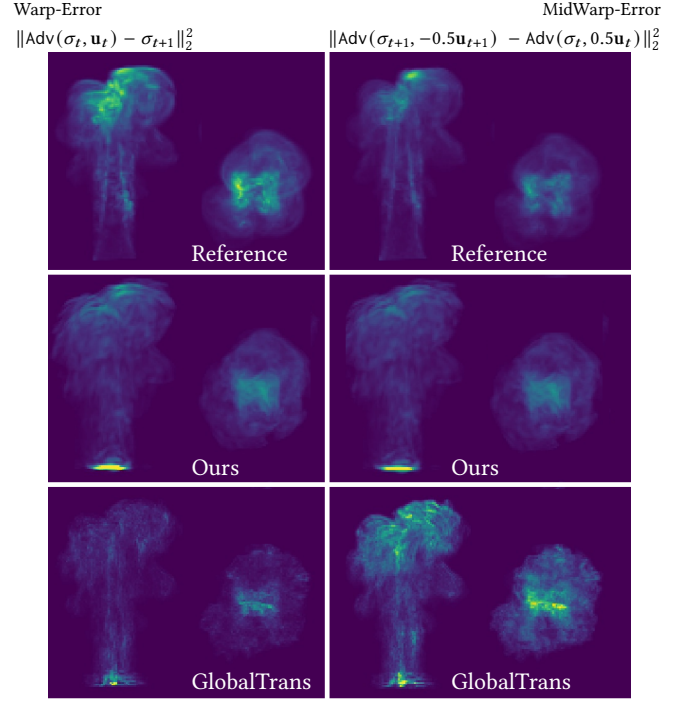 Warp-Error MidWarp-Error
‖Adv(σ_t, u_t) − σ_{t+1}‖₂² ‖Adv(σ_{t+1}, −0.5u_{t+1}) − Adv(σ_t, 0.5u_t)‖₂²
Reference Reference
Ours Ours
GlobalTrans GlobalTrans